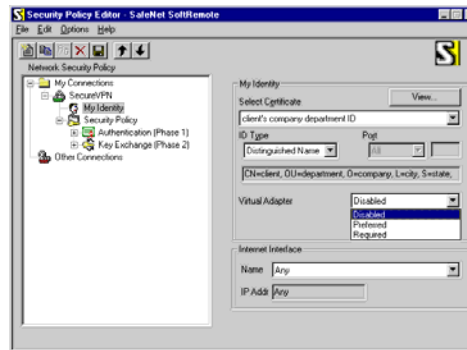 Security Policy Editor - SafeNet SoftRemote
File Edit Options Help
Network Security Policy
My Connections
SecureVPN
My Identity
Security Policy
Authentication (Phase 1)
Key Exchange (Phase 2)
Other Connections
S
My Identity
Select Certificate
View...
client's company department ID
ID Type
Port
Distinguished Name
All
CN=client, OU=department, O=company, L=city, S=state,
Virtual Adapter
Disabled
Disabled
Preferred
Required
Internet Interface
Name
Any
IP Addr
Any